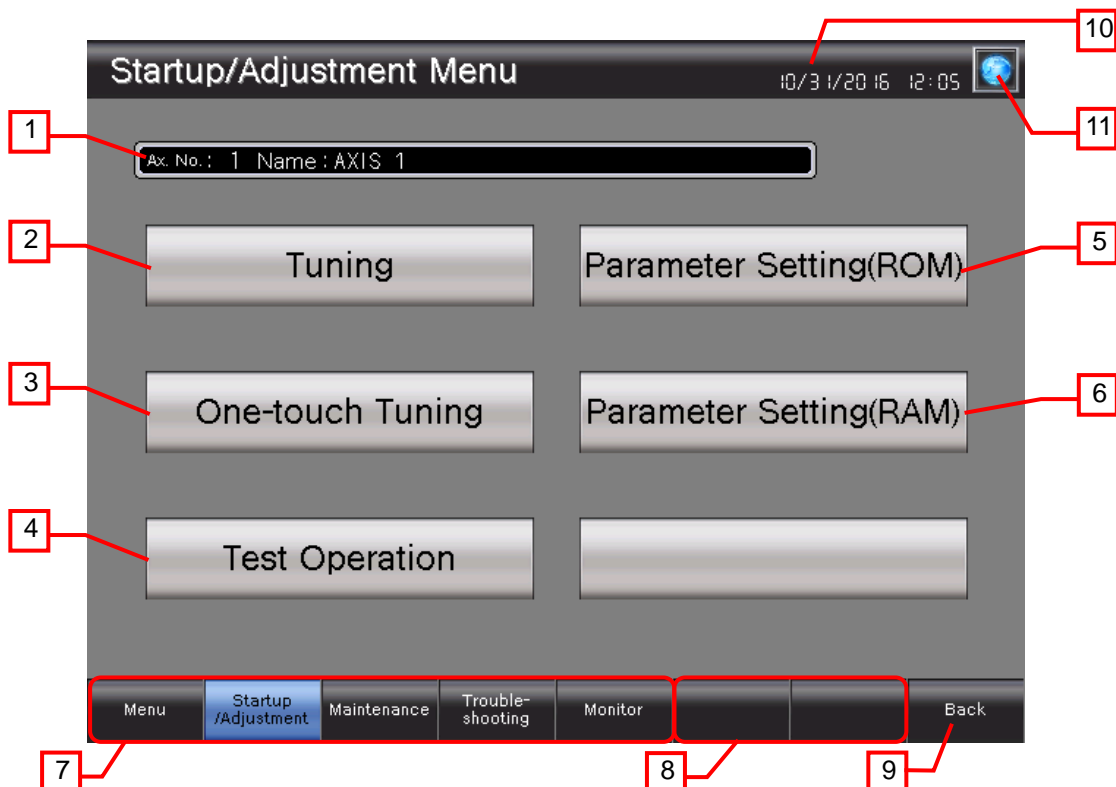 10
Startup/Adjustment Menu
10/31/2016 12:05
11
1
Ax. No.: 1 Name:AXIS 1
2
Tuning
Parameter Setting(ROM)
5
3
One-touch Tuning
Parameter Setting(RAM)
6
4
Test Operation
Menu
Startup
/Adjustment
Maintenance
Trouble-
shooting
Monitor
Back
7
8
9